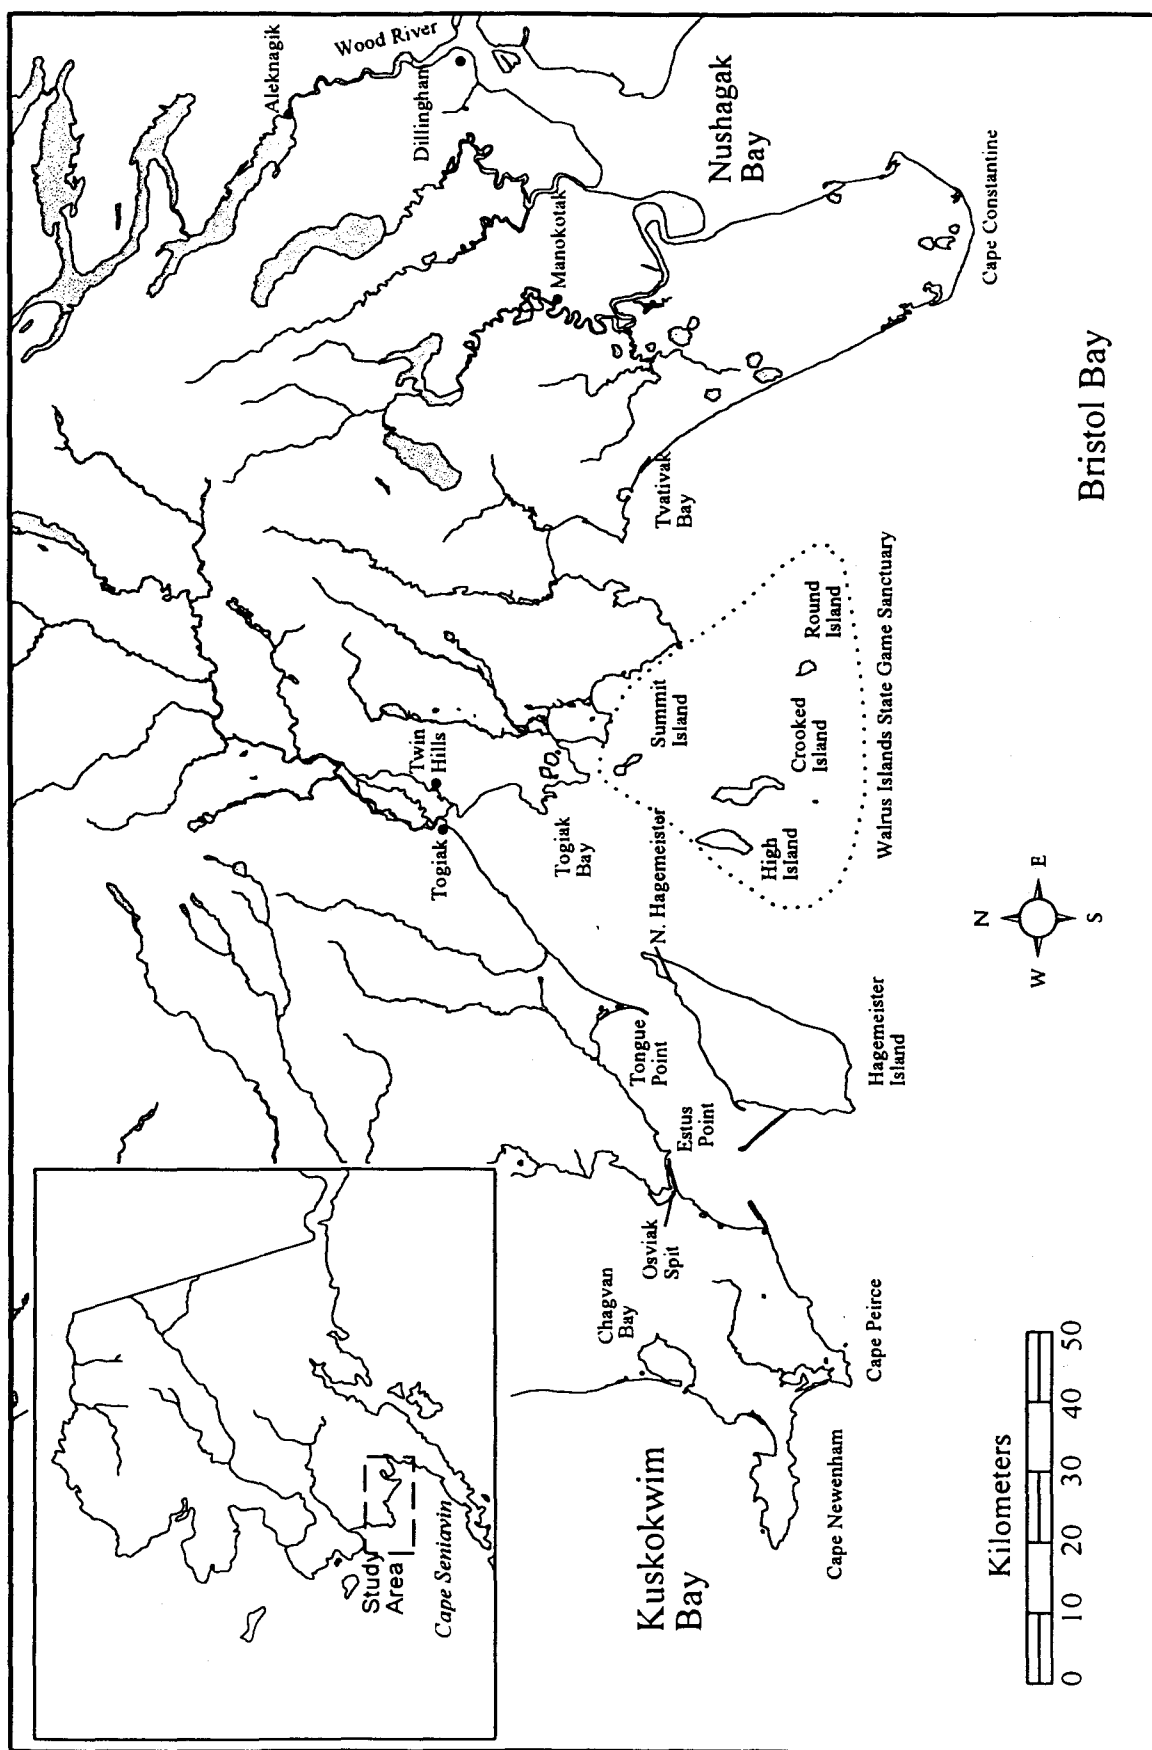 Wood River
Aleknagik
Dillingham
Nushagak
Bay
Manokotak
Cape Constantine
Bristol Bay
Tvativak
Bay
Twin
Hills
Togiak
Togiak
Bay
Summit
Island
Round
Island
Crooked
Island
High
Island
Walrus Islands State Game Sanctuary
N. Hagemeister
Hagemeister
Island
Tongue
Point
Estus
Point
Osviak
Spit
Chagvan
Bay
Cape Peirce
Cape Newenham
Kuskokwim
Bay
Study
Area
Cape Seniavin
N
W E
S
Kilometers
0 10 20 30 40 50